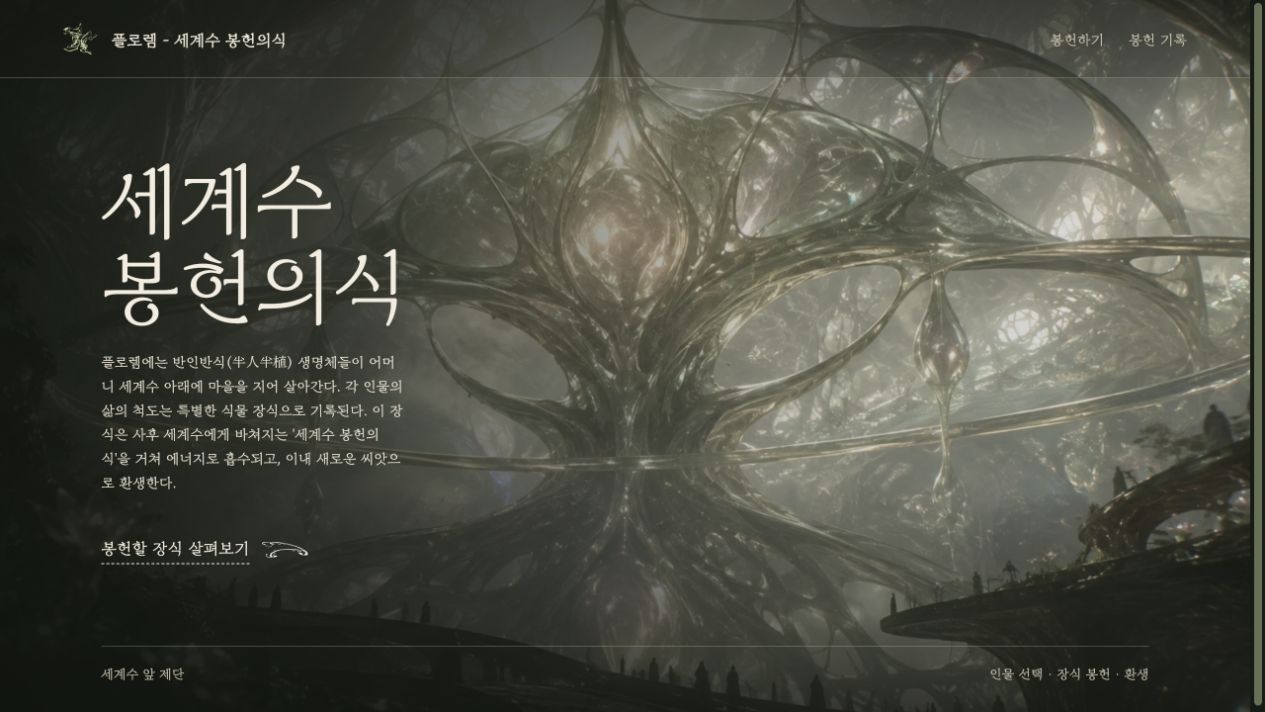 플로렘 - 세계수 봉헌의식
봉헌하기
봉헌 기록
세계수
봉헌의식
플로렘에는 반인반식(半人半植) 생명체들이 어머
니 세계수 아래에 마을을 지어 살아간다. 각 인물의
삶의 척도는 특별한 식물 장식으로 기록된다. 이 장
식은 사후 세계수에게 바쳐지는 '세계수 봉헌의
식'을 거쳐 에너지로 흡수되고, 이내 새로운 씨앗으
로 환생한다.
봉헌할 장식 살펴보기
세계수 앞 제단
인물 선택 · 장식 봉헌 · 환생